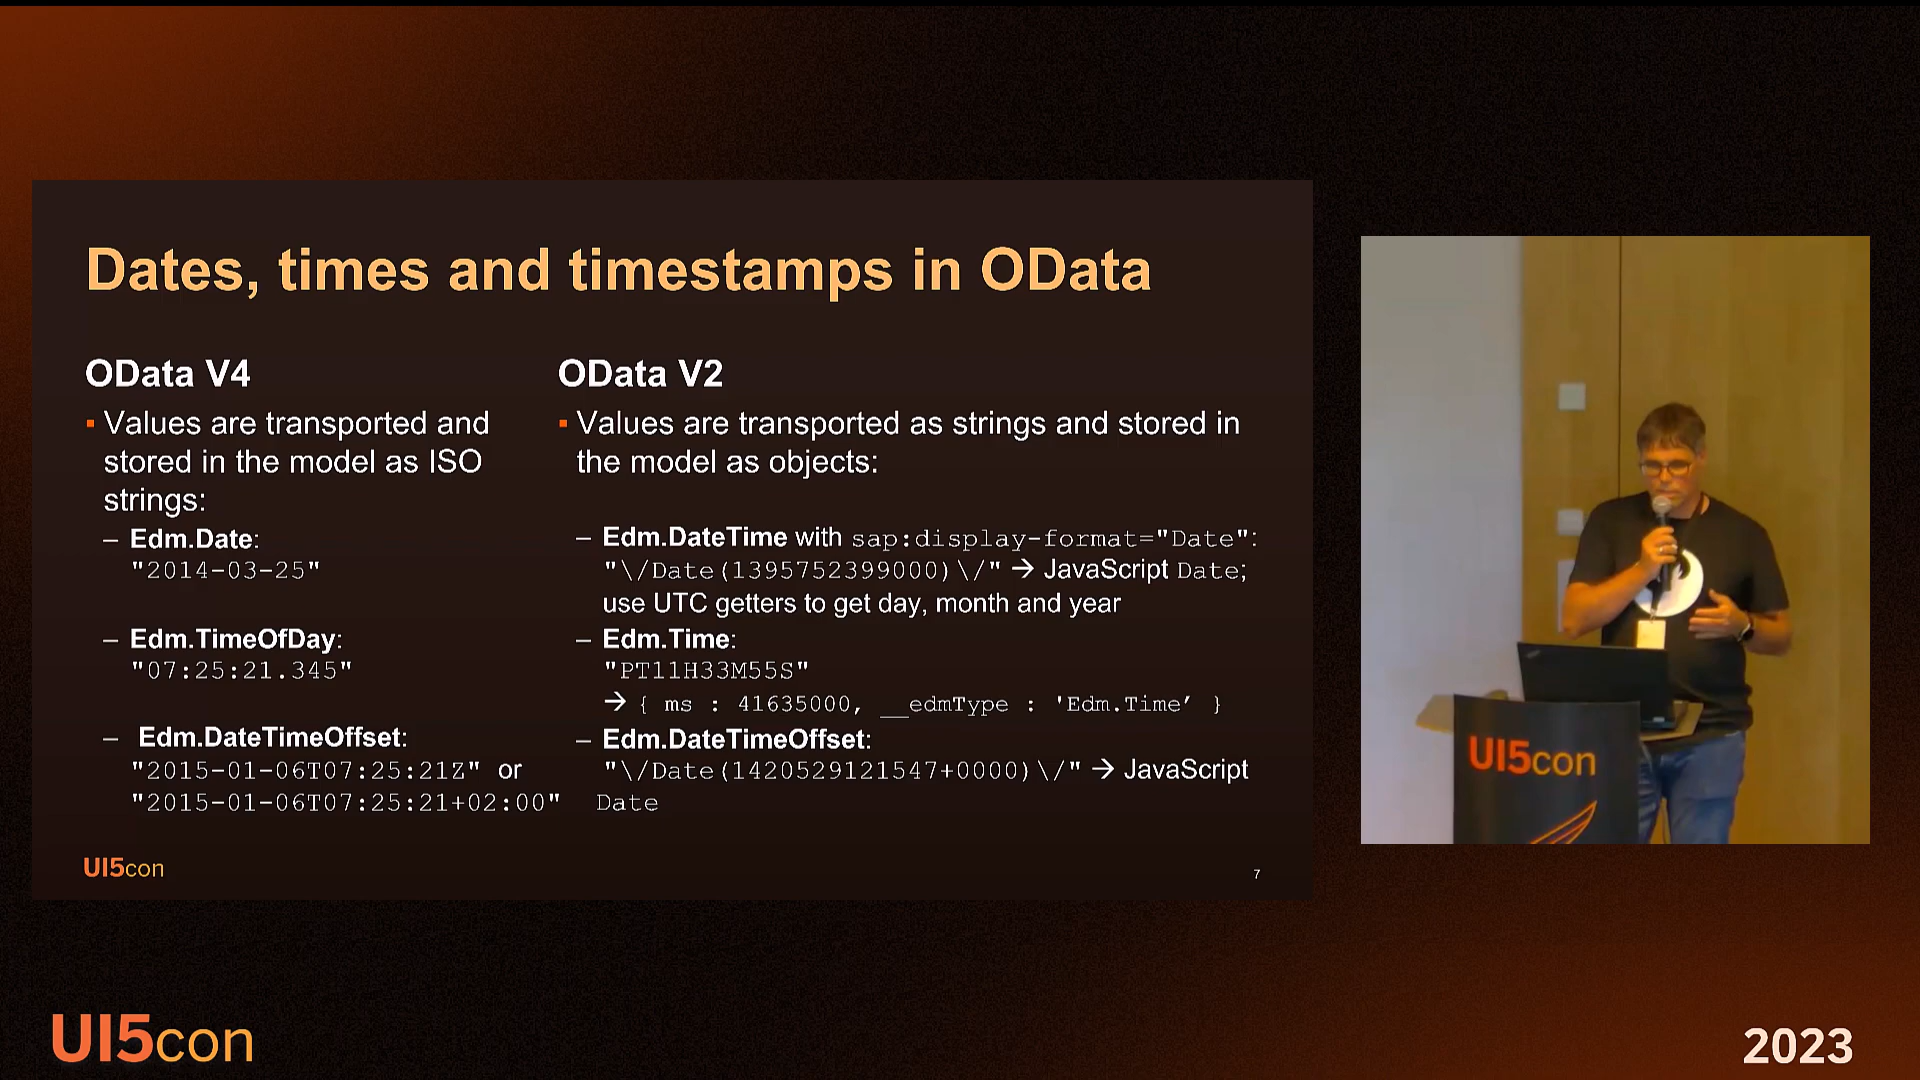 Dates, times and timestamps in OData
OData V4
▪ Values are transported and
stored in the model as ISO
strings:
– Edm.Date:
"2014-03-25"
– Edm.TimeOfDay:
"07:25:21.345"
– Edm.DateTimeOffset:
"2015-01-06T07:25:21Z" or
"2015-01-06T07:25:21+02:00"
OData V2
▪ Values are transported as strings and stored in
the model as objects:
– Edm.DateTime with sap:display-format="Date":
"\/Date(1395752399000)\/" → JavaScript Date;
use UTC getters to get day, month and year
– Edm.Time:
"PT11H33M55S"
→ { ms : 41635000, __edmType : 'Edm.Time’ }
– Edm.DateTimeOffset:
"\/Date(1420529121547+0000)\/" → JavaScript
Date
UI5con
7
UI5con
UI5con
2023